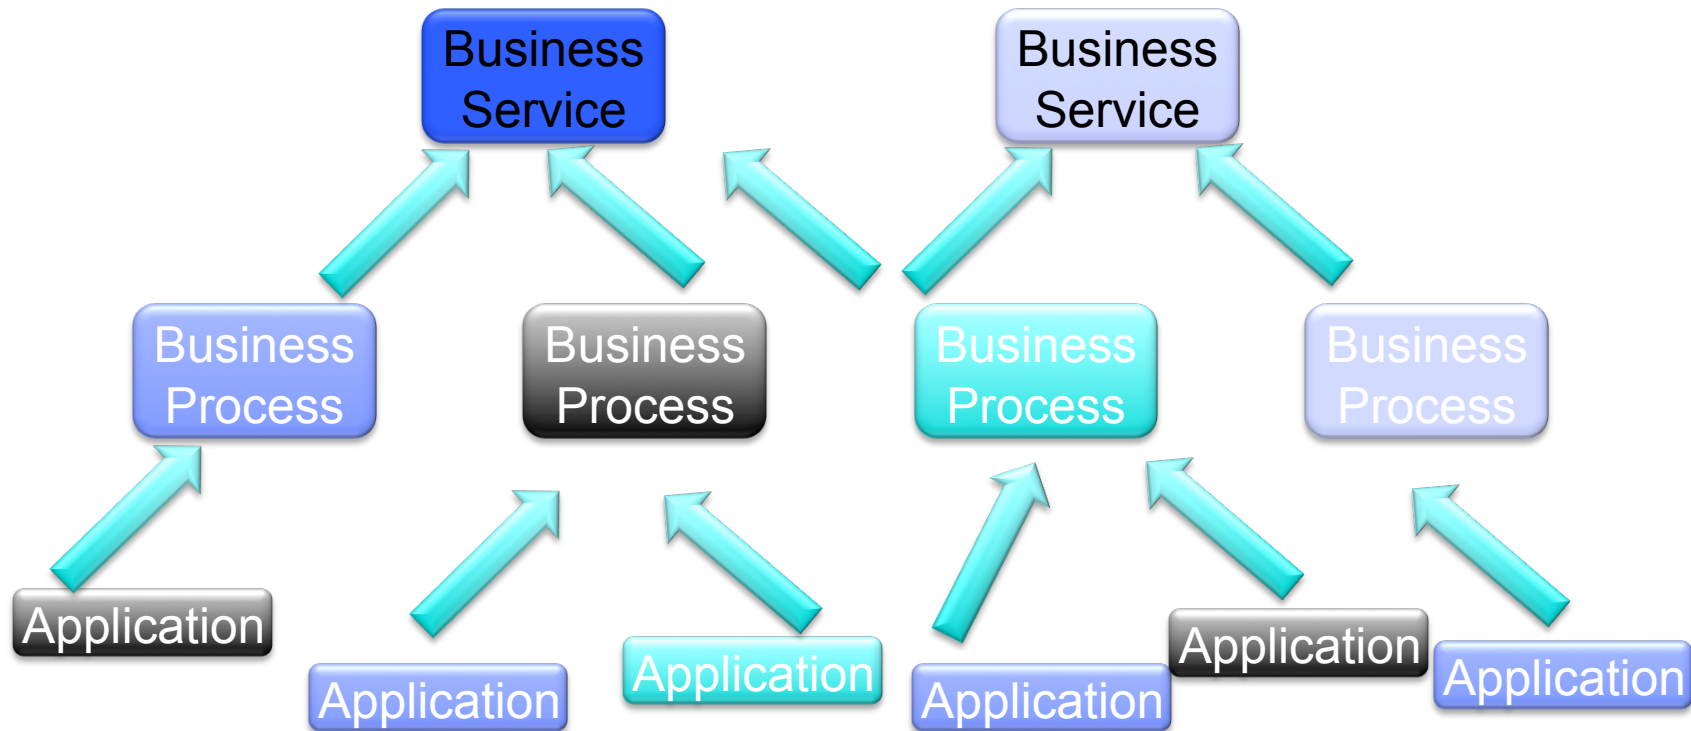 Business
Service
Business
Service
Business
Process
Business
Process
Business
Process
Business
Process
Application
Application
Application
Application
Application
Application